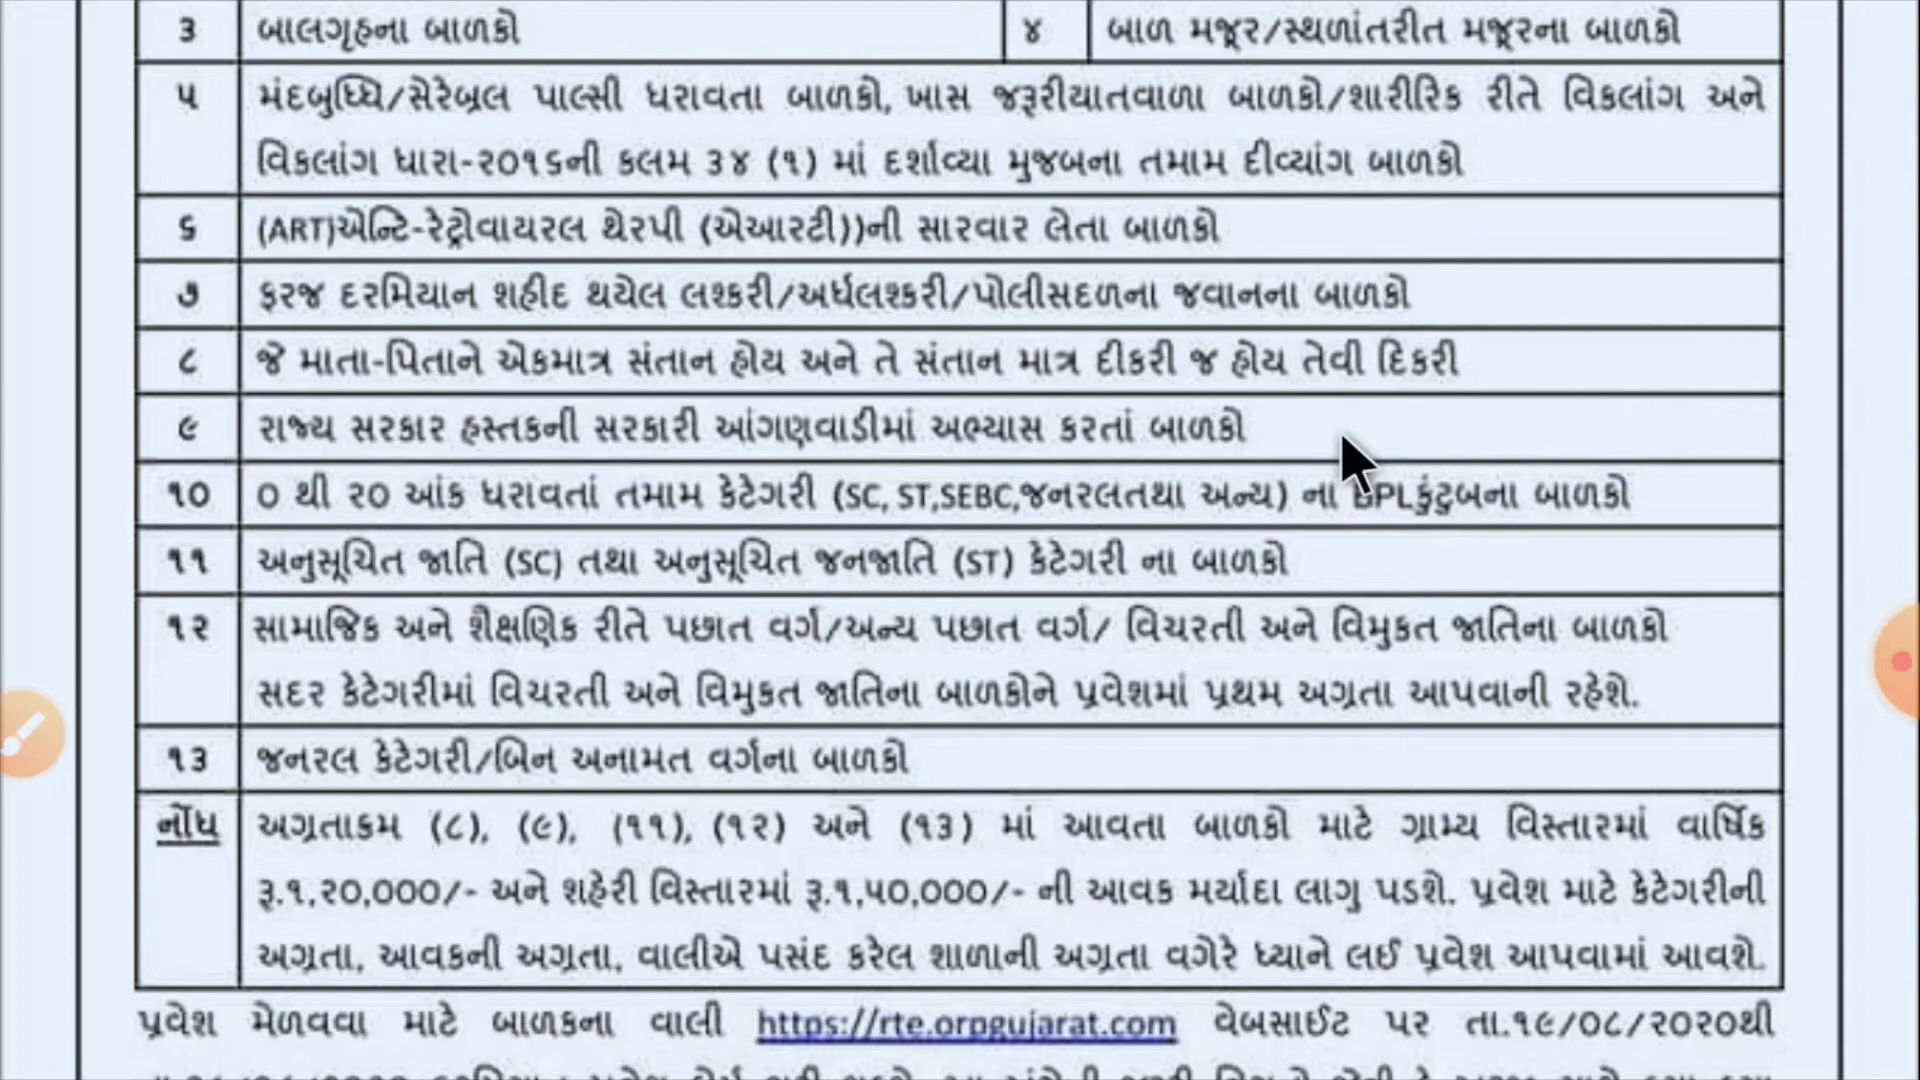 ૩ બાલગૃહના બાળકો ૪ બાળ મજૂર/સ્થળાંતરીત મજૂરના બાળકો
૫ મંદબુધ્ધિ/સેરેબ્રલ પાલ્સી ધરાવતા બાળકો, ખાસ જરૂરીયાતવાળા બાળકો/શારીરિક રીતે વિકલાંગ અને
વિકલાંગ ધારા-૨૦૧૬ની કલમ ૩૪ (૧) માં દર્શાવ્યા મુજબના તમામ દીવ્યાંગ બાળકો
૬ (ART)એન્ટિ-રેટ્રોવાયરલ થેરપી (એઆરટી))ની સારવાર લેતા બાળકો
૭ ફરજ દરમિયાન શહીદ થયેલ લશ્કરી/અર્ધલશ્કરી/પોલીસદળના જવાનના બાળકો
૮ જે માતા-પિતાને એકમાત્ર સંતાન હોય અને તે સંતાન માત્ર દીકરી જ હોય તેવી દિકરી
૯ રાજ્ય સરકાર હસ્તકની સરકારી આંગણવાડીમાં અભ્યાસ કરતાં બાળકો
૧૦ ૦ થી ૨૦ આંક ધરાવતાં તમામ કેટેગરી (SC, ST,SEBC,જનરલતથા અન્ય) ના BPLકુંટુબના બાળકો
૧૧ અનુસૂચિત જાતિ (SC) તથા અનુસૂચિત જનજાતિ (ST) કેટેગરી ના બાળકો
૧૨ સામાજિક અને શૈક્ષણિક રીતે પછાત વર્ગ/અન્ય પછાત વર્ગ/ વિચરતી અને વિમુકત જાતિના બાળકો
સદર કેટેગરીમાં વિચરતી અને વિમુકત જાતિના બાળકોને પ્રવેશમાં પ્રથમ અગ્રતા આપવાની રહેશે.
૧૩ જનરલ કેટેગરી/બિન અનામત વર્ગના બાળકો
નોંધ અગ્રતાક્રમ (૮), (૯), (૧૧), (૧૨) અને (૧૩) માં આવતા બાળકો માટે ગ્રામ્ય વિસ્તારમાં વાર્ષિક
રૂ.૧,૨૦,૦૦૦/- અને શહેરી વિસ્તારમાં રૂ.૧,૫૦,૦૦૦/- ની આવક મર્યાદા લાગુ પડશે. પ્રવેશ માટે કેટેગરીની
અગ્રતા, આવકની અગ્રતા, વાલીએ પસંદ કરેલ શાળાની અગ્રતા વગેરે ધ્યાને લઈ પ્રવેશ આપવામાં આવશે.
પ્રવેશ મેળવવા માટે બાળકના વાલી https://rte.orpgujarat.com વેબસાઈટ પર તા.૧૯/૦૮/૨૦૨૦થી